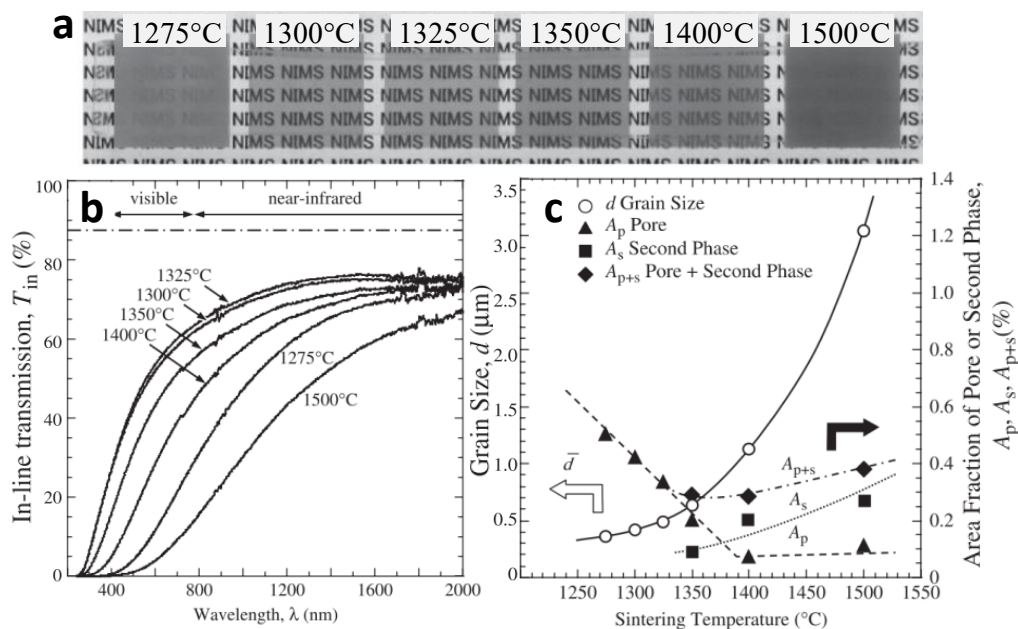 a
1275°C 1300°C 1325°C 1350°C 1400°C 1500°C
NIMS NIMS NIMS NIMS NIMS NIMS NIMS NIMS NIMS NIMS NIMS
b
100
80
60
40
20
0
In-line transmission, T_in (%)
visible
near-infrared
1325°C
1300°C
1350°C
1400°C
1275°C
1500°C
400 800 1200 1600 2000
Wavelength, λ (nm)
c
3.5
3.0
2.5
2.0
1.5
1.0
0.5
0
Grain Size, d (μm)
d Grain Size
A_p Pore
A_s Second Phase
A_p+s Pore + Second Phase
d̄
A_p+s
A_s
A_p
1250 1300 1350 1400 1450 1500 1550
Sintering Temperature (°C)
1.4
1.2
1.0
0.8
0.6
0.4
0.2
0
Area Fraction of Pore or Second Phase,
A_p, A_s, A_p+s(%)